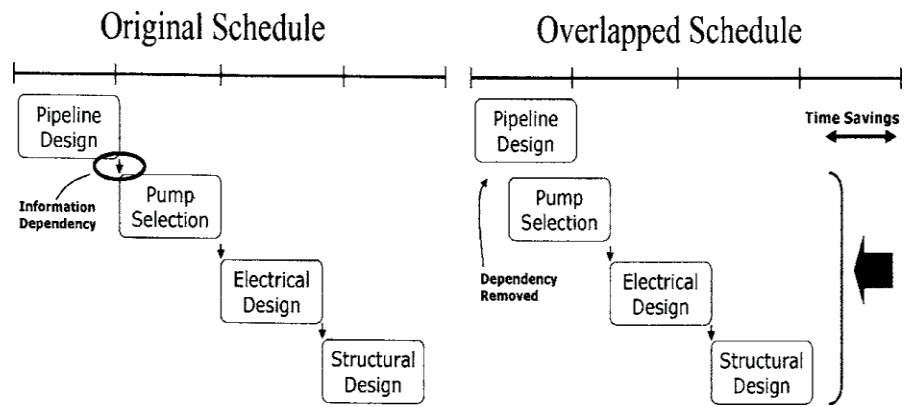 Original Schedule
Pipeline
Design
Information
Dependency
Pump
Selection
Electrical
Design
Structural
Design
Overlapped Schedule
Time Savings
Pipeline
Design
Pump
Selection
Dependency
Removed
Electrical
Design
Structural
Design